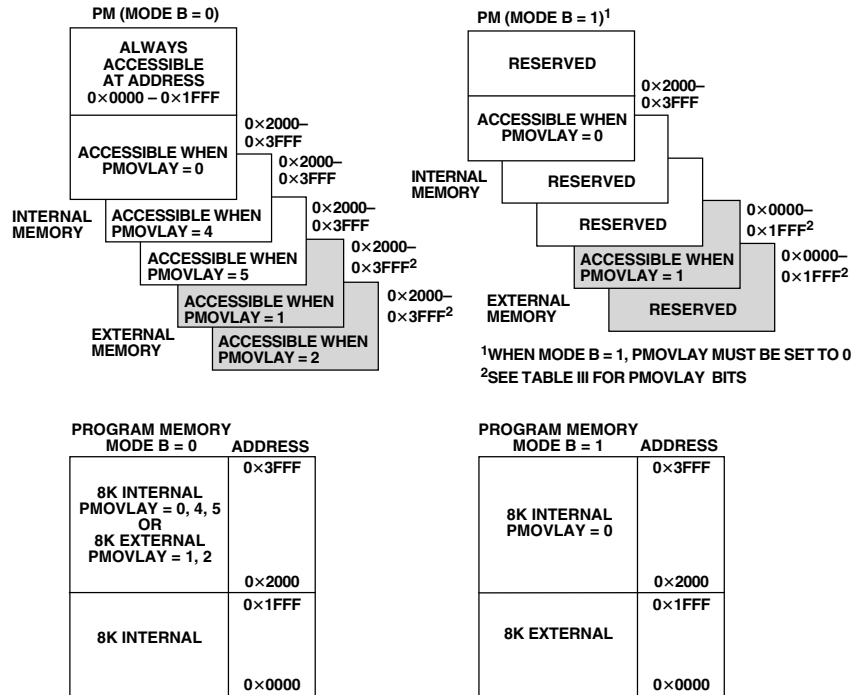 PM (MODE B = 0)
ALWAYS
ACCESSIBLE
AT ADDRESS
0×0000 – 0×1FFF
ACCESSIBLE WHEN
PMOVLAY = 0
0×2000–
0×3FFF
INTERNAL
MEMORY
ACCESSIBLE WHEN
PMOVLAY = 4
0×2000–
0×3FFF
ACCESSIBLE WHEN
PMOVLAY = 5
0×2000–
0×3FFF
ACCESSIBLE WHEN
PMOVLAY = 1
0×2000–
0×3FFF²
EXTERNAL
MEMORY
ACCESSIBLE WHEN
PMOVLAY = 2
0×2000–
0×3FFF²
PM (MODE B = 1)¹
RESERVED
ACCESSIBLE WHEN
PMOVLAY = 0
0×2000–
0×3FFF
INTERNAL
MEMORY
RESERVED
RESERVED
ACCESSIBLE WHEN
PMOVLAY = 1
0×0000–
0×1FFF²
EXTERNAL
MEMORY
RESERVED
0×0000–
0×1FFF²
¹WHEN MODE B = 1, PMOVLAY MUST BE SET TO 0
²SEE TABLE III FOR PMOVLAY BITS
PROGRAM MEMORY
MODE B = 0 ADDRESS
8K INTERNAL
PMOVLAY = 0, 4, 5
OR
8K EXTERNAL
PMOVLAY = 1, 2
0×3FFF
0×2000
8K INTERNAL
0×1FFF
0×0000
PROGRAM MEMORY
MODE B = 1 ADDRESS
8K INTERNAL
PMOVLAY = 0
0×3FFF
0×2000
8K EXTERNAL
0×1FFF
0×0000